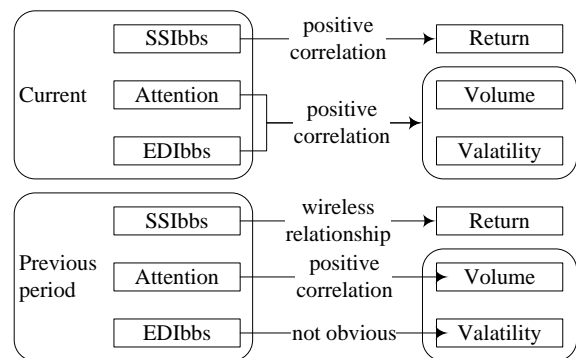 SSIbbs
positive
correlation
Return
Current
Attention
positive
correlation
Volume
EDIbbs
Valatility
SSIbbs
wireless
relationship
Return
Previous
period
Attention
positive
correlation
Volume
EDIbbs
not obvious
Valatility